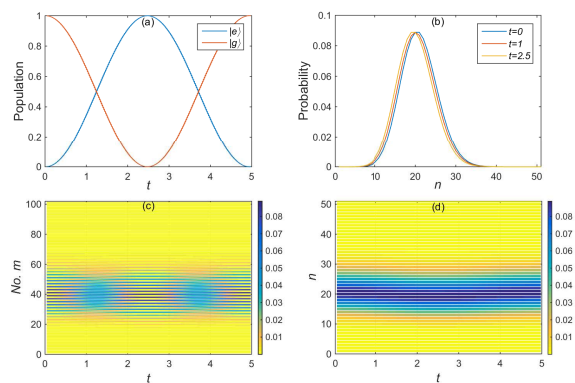 (a)
|e⟩
|g⟩
Population
1
0.8
0.6
0.4
0.2
0
0 1 2 3 4 5
t
(b)
t=0
t=1
t=2.5
Probability
0.1
0.08
0.06
0.04
0.02
0
0 10 20 30 40 50
n
(c)
No. m
100
80
60
40
20
0
0 1 2 3 4 5
t
0.08
0.07
0.06
0.05
0.04
0.03
0.02
0.01
(d)
n
50
40
30
20
10
0
0 1 2 3 4 5
t
0.08
0.07
0.06
0.05
0.04
0.03
0.02
0.01